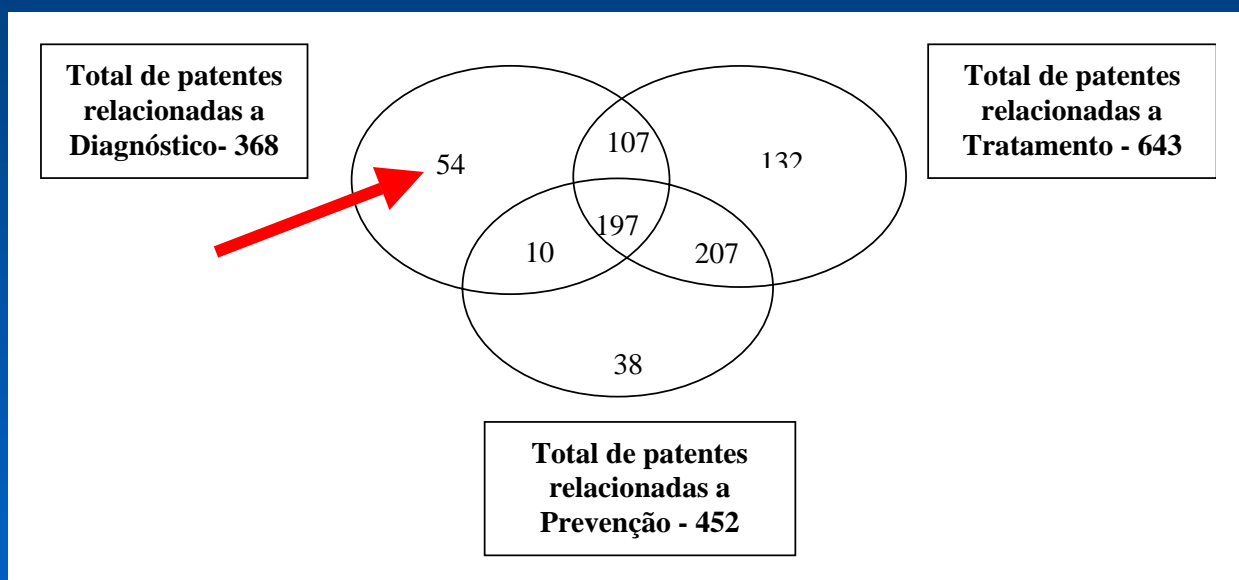 Total de patentes
relacionadas a
Diagnóstico- 368
Total de patentes
relacionadas a
Tratamento - 643
54
107
132
197
10
207
38
Total de patentes
relacionadas a
Prevenção - 452